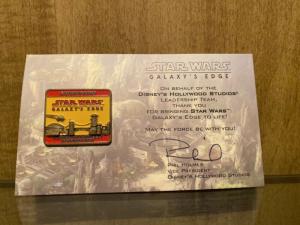 STAR WARS
GALAXY'S EDGE
ON BEHALF OF THE
DISNEY'S HOLLYWOOD STUDIOS®
LEADERSHIP TEAM,
THANK YOU
FOR BRINGING STAR WARS
GALAXY'S EDGE TO LIFE!
MAY THE FORCE BE WITH YOU!
PHIL HOLMES
VICE PRESIDENT
DISNEY'S HOLLYWOOD STUDIOS
STAR WARS
GALAXY'S EDGE